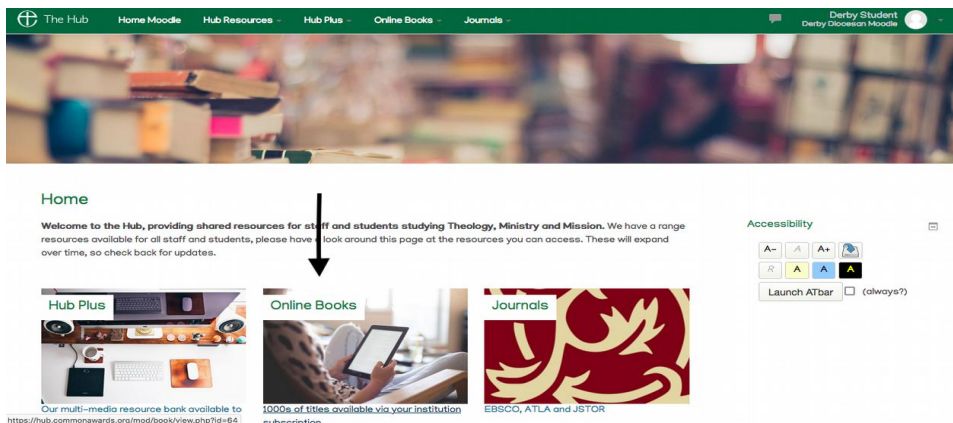 The Hub
Home Moodle
Hub Resources
Hub Plus
Online Books
Journals
Derby Student
Derby Diocesan Moodle
Home
Welcome to the Hub, providing shared resources for staff and students studying Theology, Ministry and Mission. We have a range
resources available for all staff and students, please have a look around this page at the resources you can access. These will expand
over time, so check back for updates.
Accessibility
A- A A+
R A A A
Launch ATbar (always?)
Hub Plus
Online Books
Journals
Our multi-media resource bank available to
1000s of titles available via your institution
subscription
EBSCO, ATLA and JSTOR
https://hub.commonawards.org/mod/book/view.php?id=64